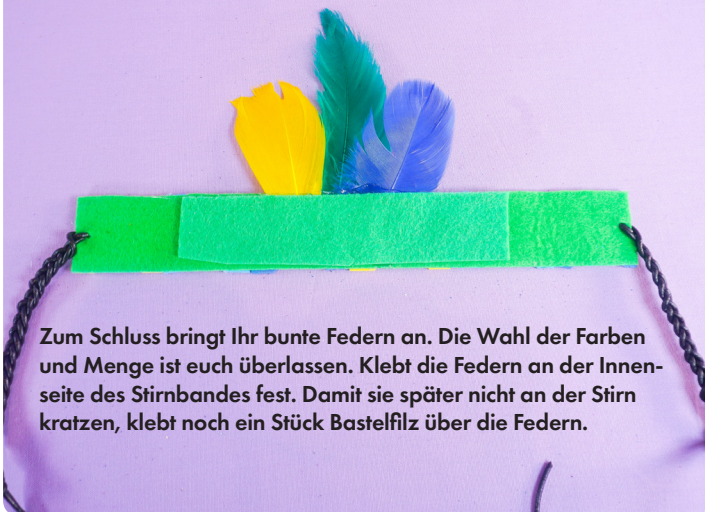 Zum Schluss bringt Ihr bunte Federn an. Die Wahl der Farben
und Menge ist euch überlassen. Klebt die Federn an der Innen-
seite des Stirnbandes fest. Damit sie später nicht an der Stirn
kratzen, klebt noch ein Stück Bastelfilz über die Federn.